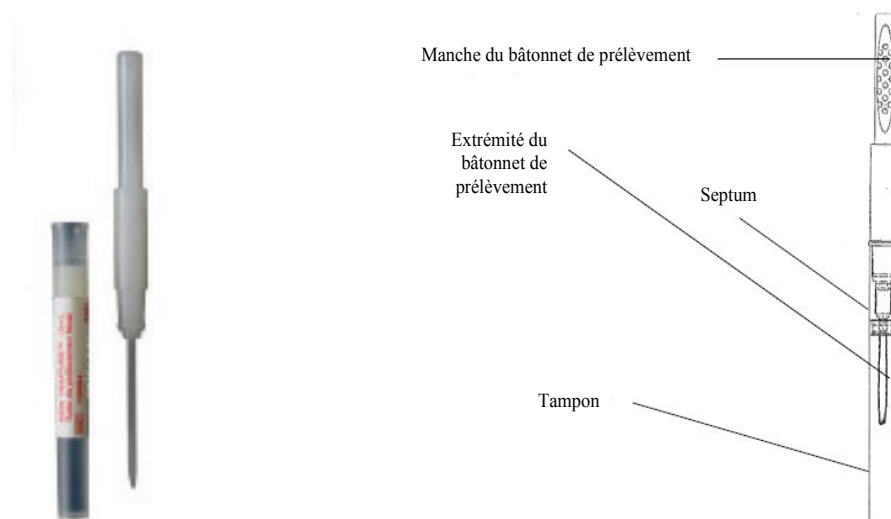 Manche du bâtonnet de prélèvement
Extrémité du
bâtonnet de
prélèvement
Septum
Tampon